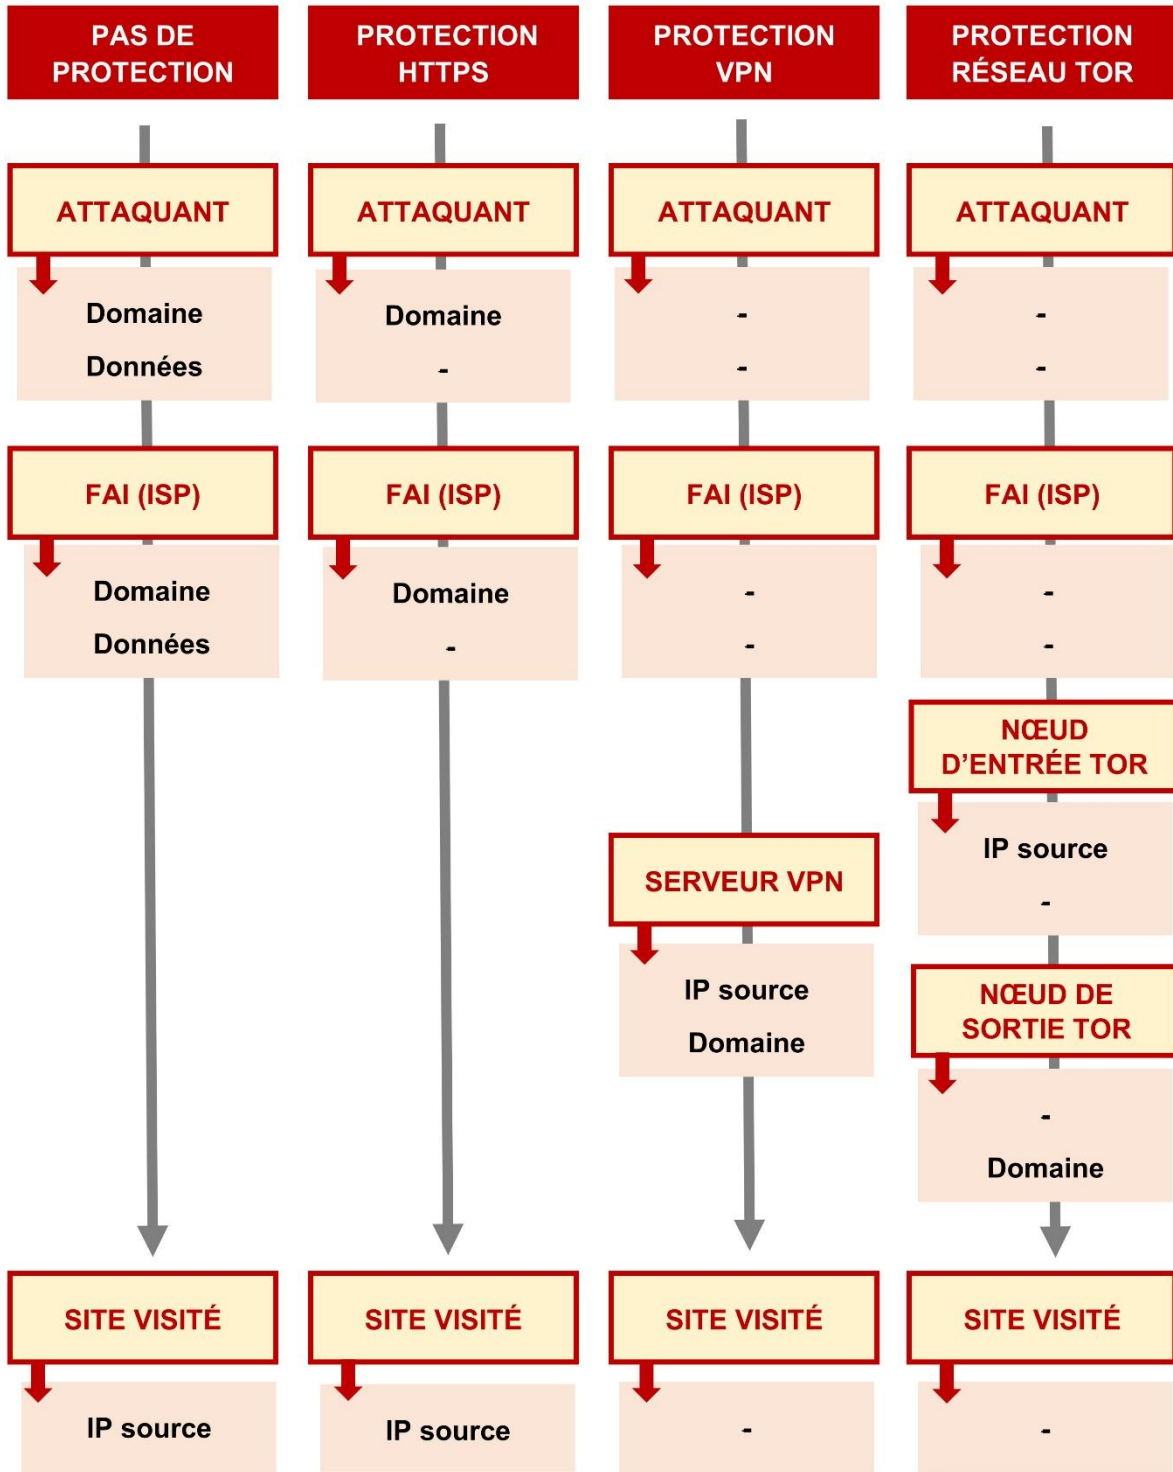 PAS DE
PROTECTION
PROTECTION
HTTPS
PROTECTION
VPN
PROTECTION
RÉSEAU TOR
ATTAQUANT
Domaine
Données
ATTAQUANT
Domaine
-
ATTAQUANT
-
-
ATTAQUANT
-
-
FAI (ISP)
Domaine
Données
FAI (ISP)
Domaine
-
FAI (ISP)
-
-
FAI (ISP)
-
-
SERVEUR VPN
IP source
Domaine
NŒUD
D’ENTRÉE TOR
IP source
-
NŒUD DE
SORTIE TOR
-
Domaine
SITE VISITÉ
IP source
SITE VISITÉ
IP source
SITE VISITÉ
-
SITE VISITÉ
-